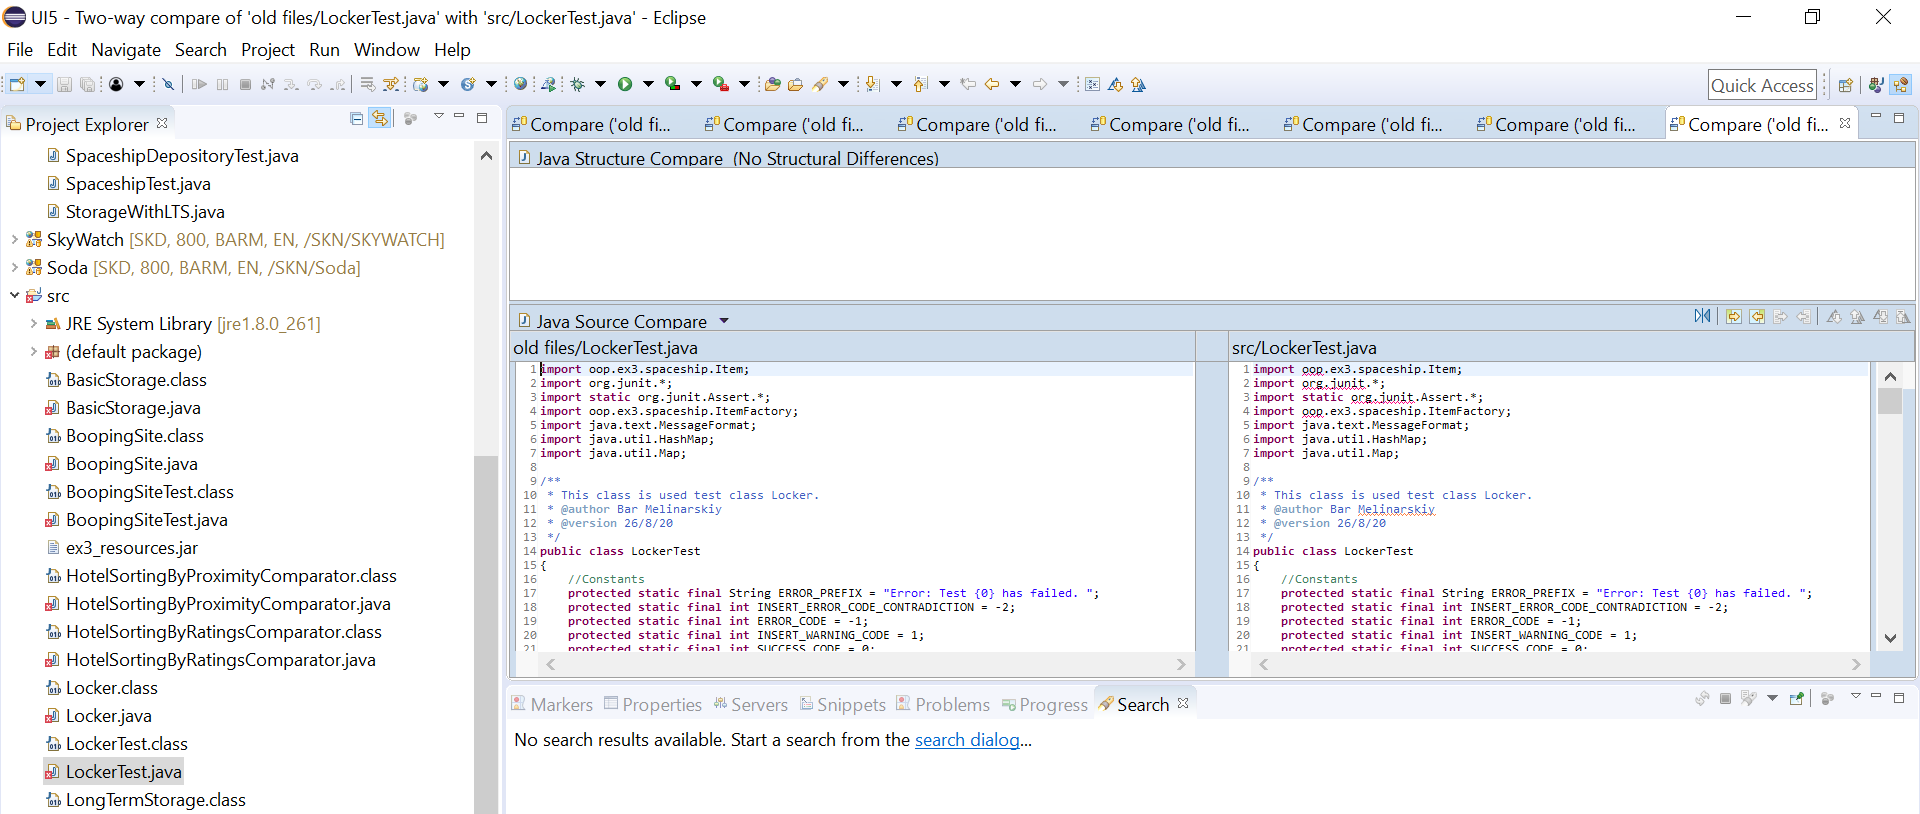 UI5 - Two-way compare of 'old files/LockerTest.java' with 'src/LockerTest.java' - Eclipse
File Edit Navigate Search Project Run Window Help
Quick Access
Project Explorer
SpaceshipDepositoryTest.java
SpaceshipTest.java
StorageWithLTS.java
SkyWatch [SKD, 800, BARM, EN, /SKN/SKYWATCH]
Soda [SKD, 800, BARM, EN, /SKN/Soda]
src
JRE System Library [jre1.8.0_261]
(default package)
BasicStorage.class
BasicStorage.java
BoopingSite.class
BoopingSite.java
BoopingSiteTest.class
BoopingSiteTest.java
ex3_resources.jar
HotelSortingByProximityComparator.class
HotelSortingByProximityComparator.java
HotelSortingByRatingsComparator.class
HotelSortingByRatingsComparator.java
Locker.class
Locker.java
LockerTest.class
LockerTest.java
LongTermStorage.class
Compare ('old fi... Compare ('old fi... Compare ('old fi... Compare ('old fi... Compare ('old fi... Compare ('old fi... Compare ('old fi...
Java Structure Compare (No Structural Differences)
Java Source Compare
old files/LockerTest.java
1 import oop.ex3.spaceship.Item;
2 import org.junit.*;
3 import static org.junit.Assert.*;
4 import oop.ex3.spaceship.ItemFactory;
5 import java.text.MessageFormat;
6 import java.util.HashMap;
7 import java.util.Map;
8
9 /**
10 * This class is used test class Locker.
11 * @author Bar Melinarskiy
12 * @version 26/8/20
13 */
14 public class LockerTest
15 {
16 //Constants
17 protected static final String ERROR_PREFIX = "Error: Test {0} has failed. ";
18 protected static final int INSERT_ERROR_CODE_CONTRADICTION = -2;
19 protected static final int ERROR_CODE = -1;
20 protected static final int INSERT_WARNING_CODE = 1;
21 protected static final int SUCCESS_CODE = 0;
src/LockerTest.java
1 import oop.ex3.spaceship.Item;
2 import org.junit.*;
3 import static org.junit.Assert.*;
4 import oop.ex3.spaceship.ItemFactory;
5 import java.text.MessageFormat;
6 import java.util.HashMap;
7 import java.util.Map;
8
9 /**
10 * This class is used test class Locker.
11 * @author Bar Melinarskiy
12 * @version 26/8/20
13 */
14 public class LockerTest
15 {
16 //Constants
17 protected static final String ERROR_PREFIX = "Error: Test {0} has failed. ";
18 protected static final int INSERT_ERROR_CODE_CONTRADICTION = -2;
19 protected static final int ERROR_CODE = -1;
20 protected static final int INSERT_WARNING_CODE = 1;
21 protected static final int SUCCESS_CODE = 0;
Markers Properties Servers Snippets Problems Progress Search
No search results available. Start a search from the search dialog...